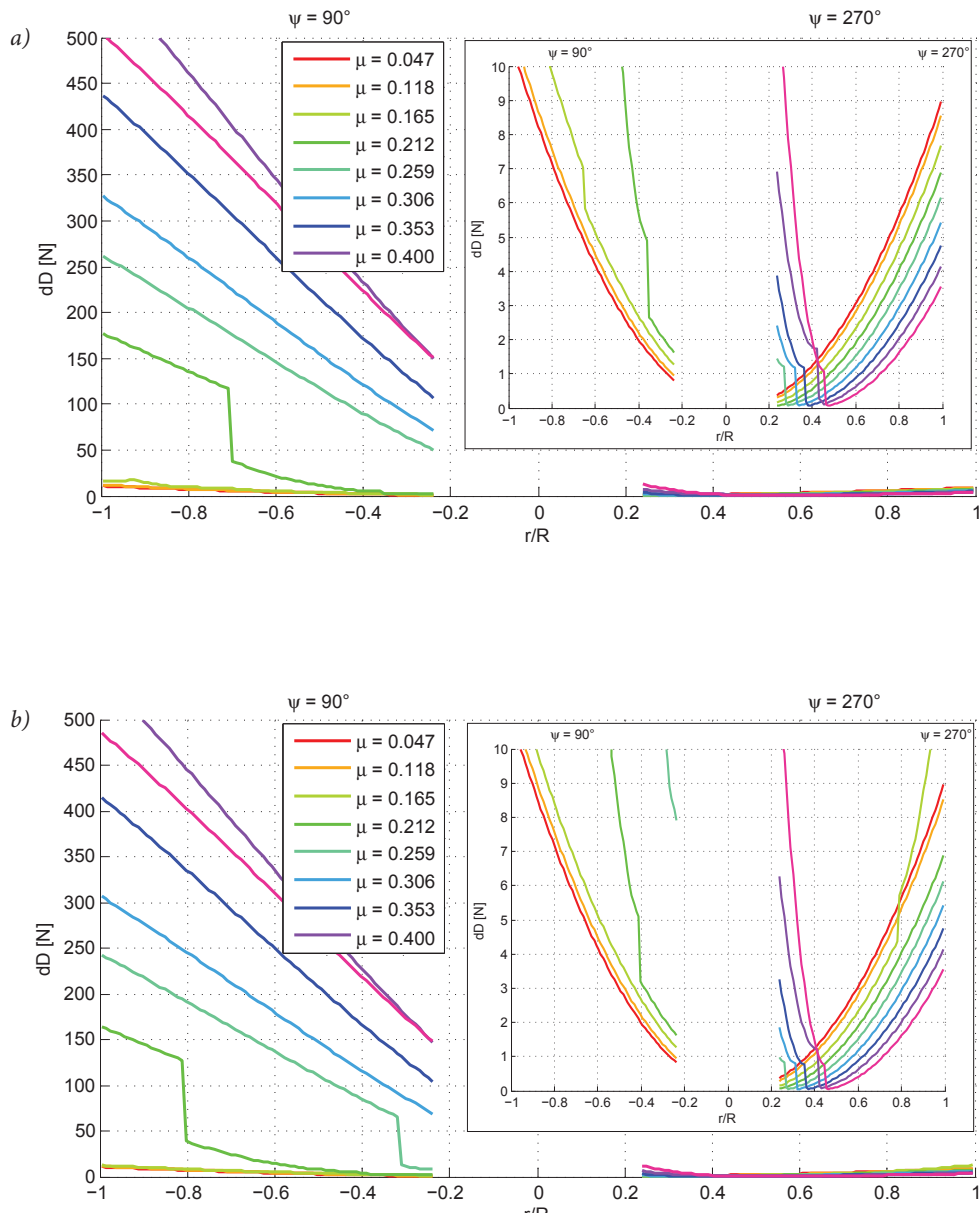 ψ = 90°
ψ = 270°
a)
500
450
400
350
300
250
200
150
100
50
0
dD [N]
μ = 0.047
μ = 0.118
μ = 0.165
μ = 0.212
μ = 0.259
μ = 0.306
μ = 0.353
μ = 0.400
ψ = 90°
ψ = 270°
10
9
8
7
6
5
4
3
2
1
0
dD [N]
−1 −0.8 −0.6 −0.4 −0.2 0 0.2 0.4 0.6 0.8 1
r/R
−1 −0.8 −0.6 −0.4 −0.2 0 0.2 0.4 0.6 0.8 1
r/R
ψ = 90°
ψ = 270°
b)
500
450
400
350
300
250
200
150
100
50
0
dD [N]
μ = 0.047
μ = 0.118
μ = 0.165
μ = 0.212
μ = 0.259
μ = 0.306
μ = 0.353
μ = 0.400
ψ = 90°
ψ = 270°
10
9
8
7
6
5
4
3
2
1
0
dD [N]
-1 -0.8 -0.6 -0.4 -0.2 0 0.2 0.4 0.6 0.8 1
r/R
−1 −0.8 −0.6 −0.4 −0.2 0 0.2 0.4 0.6 0.8 1
r/R